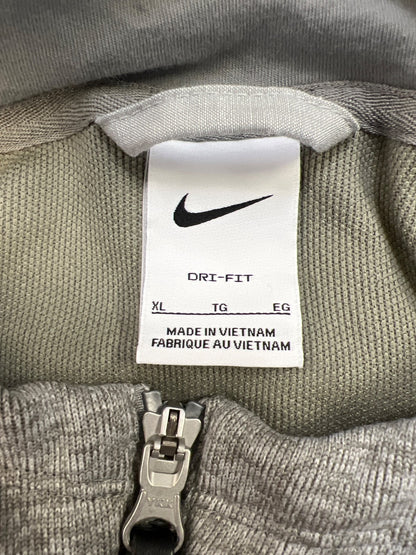 DRI-FIT
XL TG EG
MADE IN VIETNAM
FABRIQUE AU VIETNAM